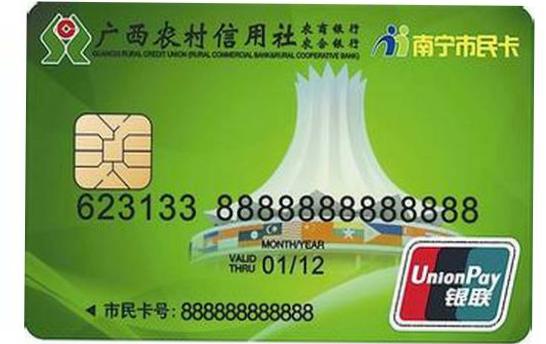 广西农村信用社 农商银行 农合银行
GUANGXI RURAL CREDIT UNION (RURAL COMMERCIAL BANK&RURAL COOPERATIVE BANK)
南宁市民卡
623133 8888888888888
MONTH/YEAR
VALID THRU 01/12
市民卡号: 888888888888
UnionPay
银联